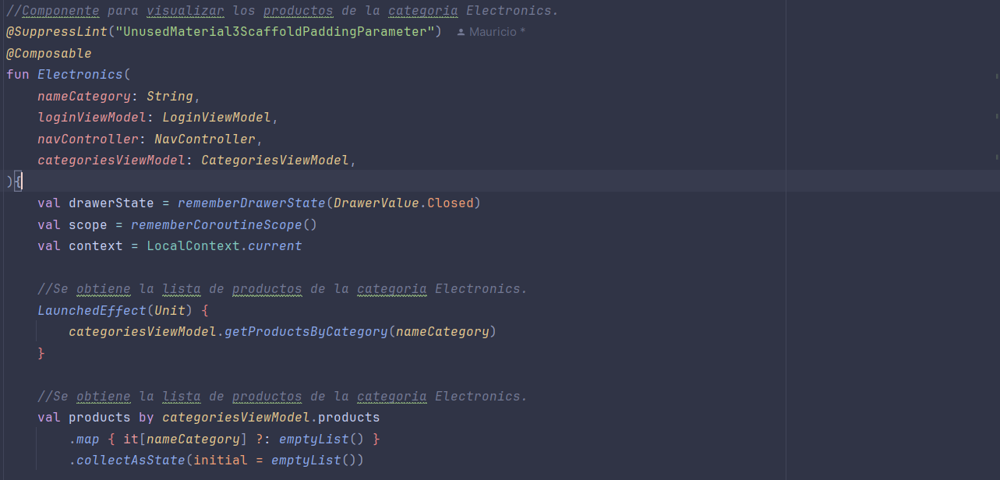 //Componente para visualizar los productos de la categoria Electronics.
@SuppressLint("UnusedMaterial3ScaffoldPaddingParameter")  Mauricio *
@Composable
fun Electronics(
    nameCategory: String,
    loginViewModel: LoginViewModel,
    navController: NavController,
    categoriesViewModel: CategoriesViewModel,
){
    val drawerState = rememberDrawerState(DrawerValue.Closed)
    val scope = rememberCoroutineScope()
    val context = LocalContext.current
    //Se obtiene la lista de productos de la categoria Electronics.
    LaunchedEffect(Unit) {
        categoriesViewModel.getProductsByCategory(nameCategory)
    }
    //Se obtiene la lista de productos de la categoria Electronics.
    val products by categoriesViewModel.products
        .map { it[nameCategory] ?: emptyList() }
        .collectAsState(initial = emptyList())